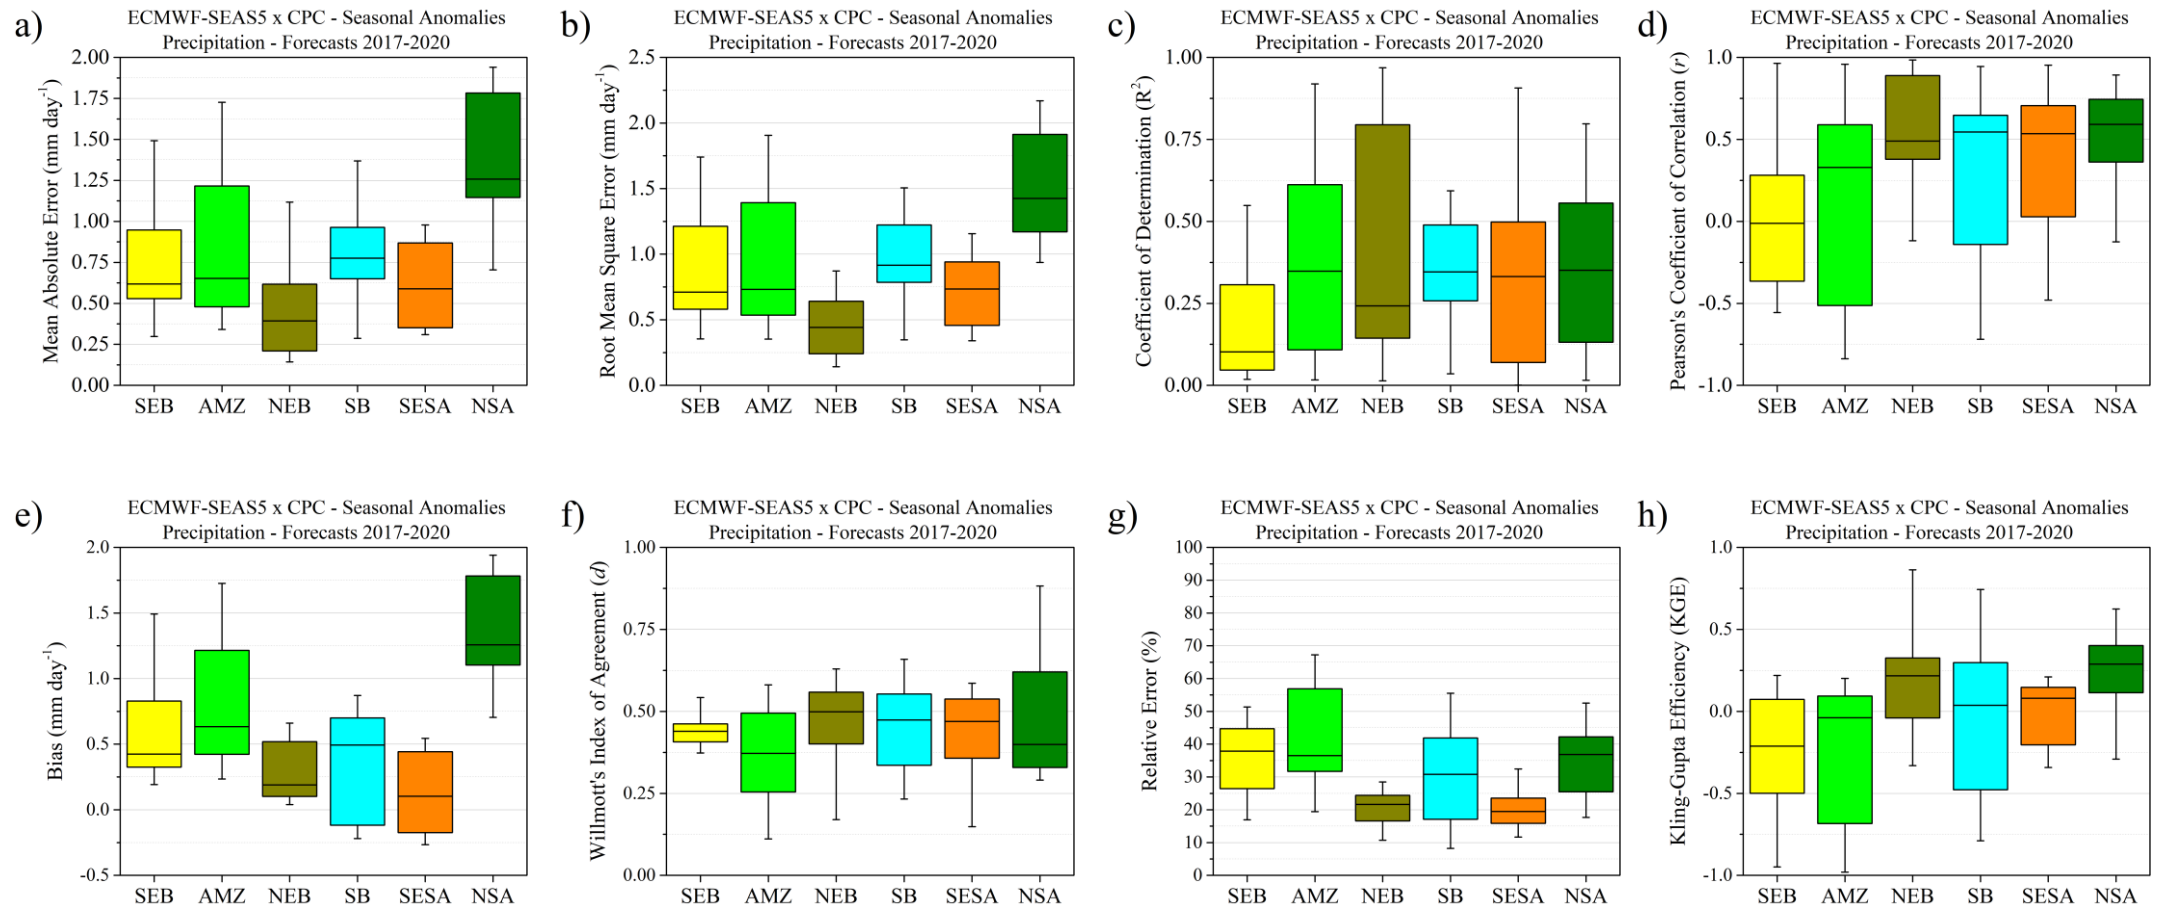 a)
ECMWF-SEAS5 x CPC - Seasonal Anomalies
Precipitation - Forecasts 2017-2020
Mean Absolute Error (mm day-1)
2.00
1.75
1.50
1.25
1.00
0.75
0.50
0.25
0.00
SEB AMZ NEB SB SESA NSA
b)
ECMWF-SEAS5 x CPC - Seasonal Anomalies
Precipitation - Forecasts 2017-2020
Root Mean Square Error (mm day-1)
2.5
2.0
1.5
1.0
0.5
0.0
SEB AMZ NEB SB SESA NSA
c)
ECMWF-SEAS5 x CPC - Seasonal Anomalies
Precipitation - Forecasts 2017-2020
Coefficient of Determination (R2)
1.00
0.75
0.50
0.25
0.00
SEB AMZ NEB SB SESA NSA
d)
ECMWF-SEAS5 x CPC - Seasonal Anomalies
Precipitation - Forecasts 2017-2020
Pearson's Coefficient of Correlation (r)
1.0
0.5
0.0
-0.5
-1.0
SEB AMZ NEB SB SESA NSA
e)
ECMWF-SEAS5 x CPC - Seasonal Anomalies
Precipitation - Forecasts 2017-2020
Bias (mm day-1)
2.0
1.5
1.0
0.5
0.0
-0.5
SEB AMZ NEB SB SESA NSA
f)
ECMWF-SEAS5 x CPC - Seasonal Anomalies
Precipitation - Forecasts 2017-2020
Willmott's Index of Agreement (d)
1.00
0.75
0.50
0.25
0.00
SEB AMZ NEB SB SESA NSA
g)
ECMWF-SEAS5 x CPC - Seasonal Anomalies
Precipitation - Forecasts 2017-2020
Relative Error (%)
100
90
80
70
60
50
40
30
20
10
0
SEB AMZ NEB SB SESA NSA
h)
ECMWF-SEAS5 x CPC - Seasonal Anomalies
Precipitation - Forecasts 2017-2020
Kling-Gupta Efficiency (KGE)
1.0
0.5
0.0
-0.5
-1.0
SEB AMZ NEB SB SESA NSA